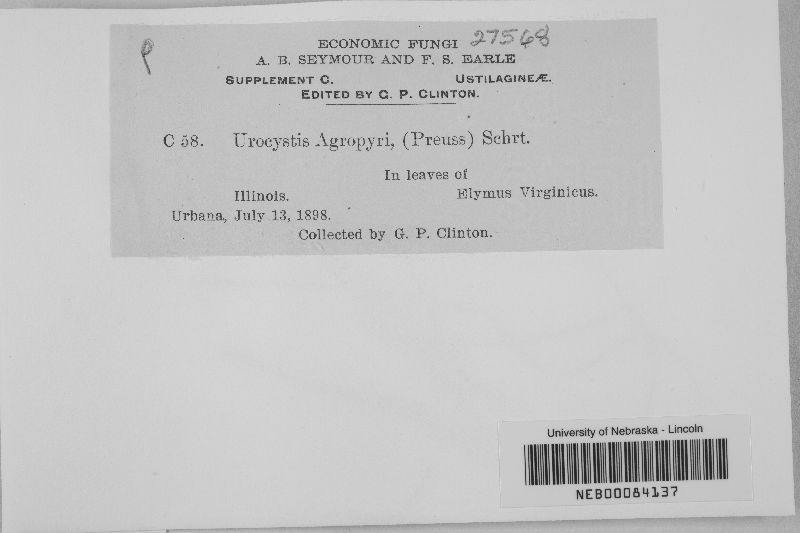 ECONOMIC FUNGI 27568
A. B. SEYMOUR AND F. S. EARLE
SUPPLEMENT C. USTILAGINEÆ.
EDITED BY G. P. CLINTON.
C 58. Urocystis Agropyri, (Preuss) Schrt.
In leaves of
Illinois. Elymus Virginicus.
Urbana, July 13, 1898.
Collected by G. P. Clinton.
University of Nebraska - Lincoln
NEB00084137